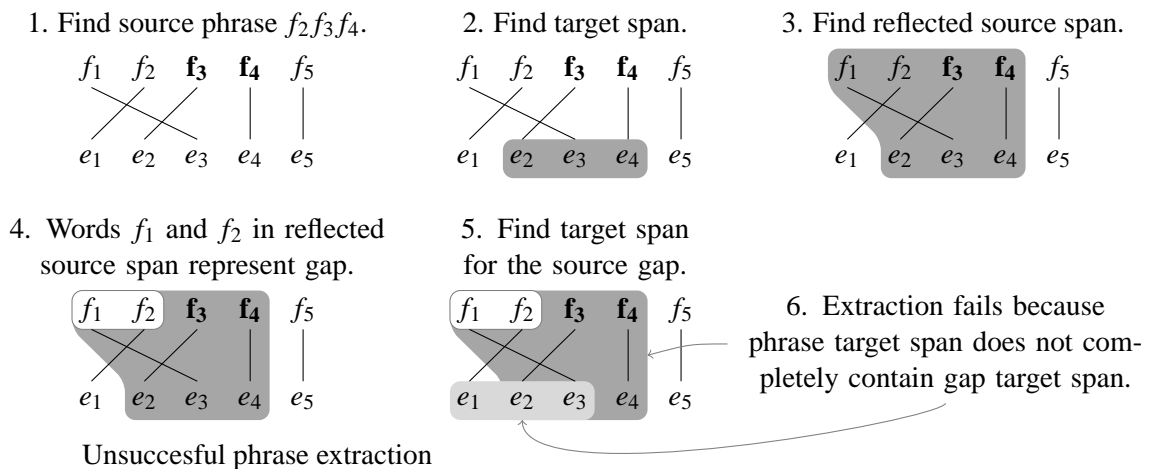 1. Find source phrase f2f3f4.
f1 f2 f3 f4 f5
e1 e2 e3 e4 e5
2. Find target span.
f1 f2 f3 f4 f5
e1 e2 e3 e4 e5
3. Find reflected source span.
f1 f2 f3 f4 f5
e1 e2 e3 e4 e5
4. Words f1 and f2 in reflected
source span represent gap.
f1 f2 f3 f4 f5
e1 e2 e3 e4 e5
5. Find target span
for the source gap.
f1 f2 f3 f4 f5
e1 e2 e3 e4 e5
6. Extraction fails because
phrase target span does not com-
pletely contain gap target span.
Unsuccesful phrase extraction